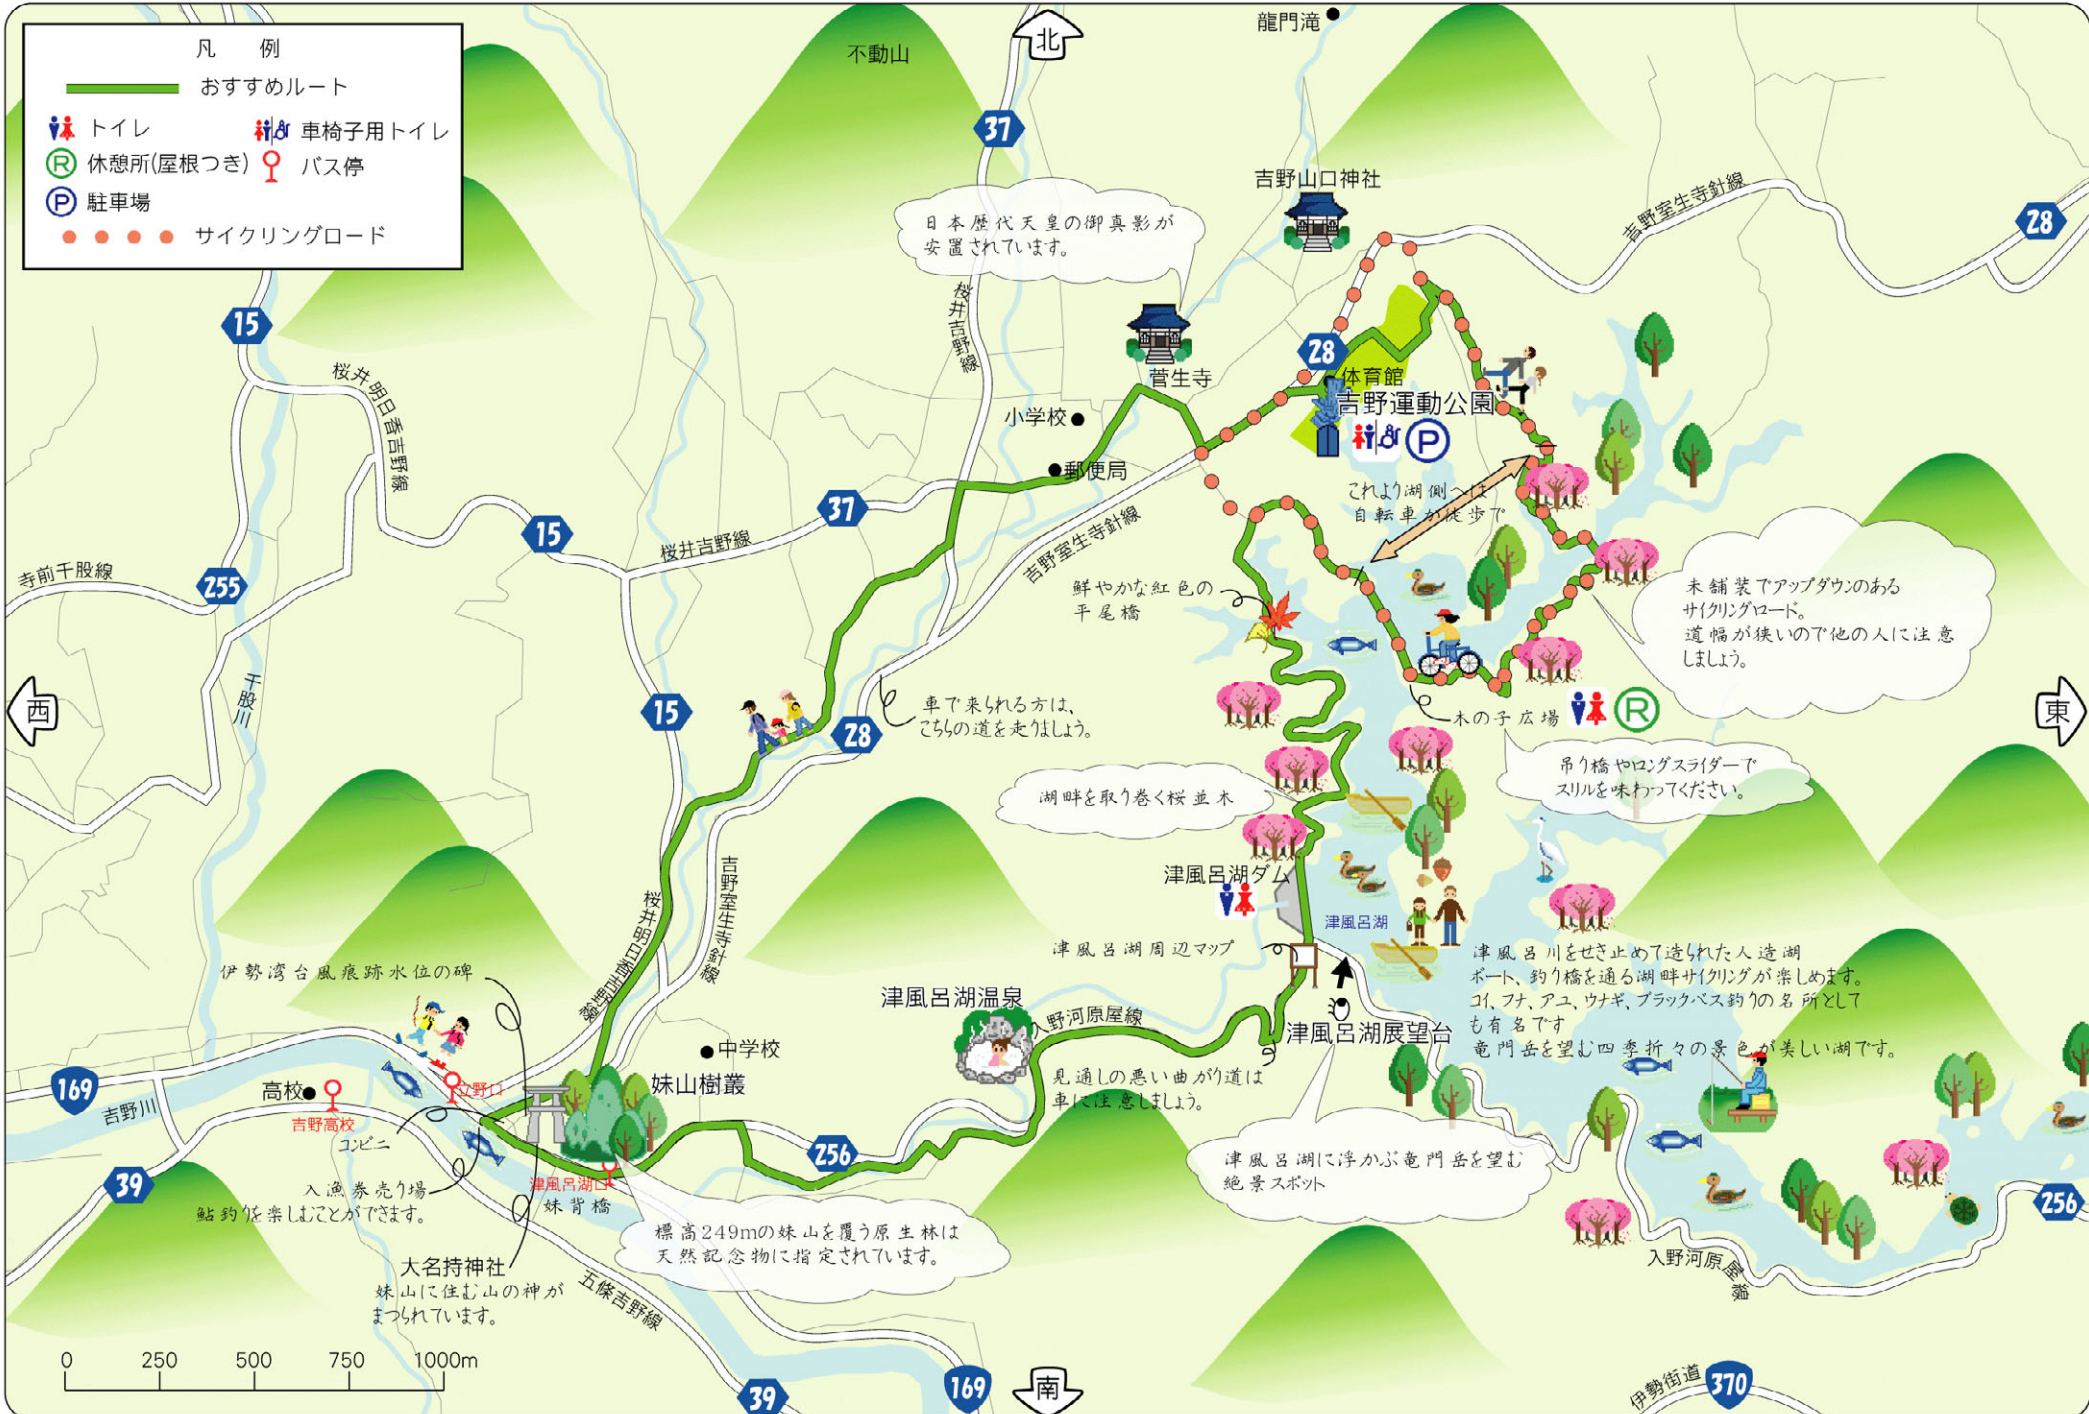 凡　例
おすすめルート
トイレ
車椅子用トイレ
R
休憩所(屋根つき)
バス停
P
駐車場
サイクリングロード
北
不動山
龍門滝
37
吉野山口神社
吉野室生寺針線
28
日本歴代天皇の御真影が
安置されています。
15
桜井吉野線
桜井明日香吉野線
菅生寺
28
体育館
吉野運動公園
P
小学校
郵便局
これより湖側へは
自転車か徒歩で
37
15
桜井吉野線
吉野室生寺針線
寺前千股線
255
鮮やかな紅色の
平尾橋
未舗装でアップダウンのある
サイクリングロード。
道幅が狭いので他の人に注意
しましょう。
西
千股川
15
28
車で来られる方は、
こちらの道を走りましょう。
木の子広場
R
東
吊り橋やロングスライダーで
スリルを味わってください。
湖畔を取り巻く桜並木
津風呂湖ダム
津風呂湖
吉野室生寺針線
桜井明日香吉野線
津風呂湖周辺マップ
津風呂川をせき止めて造られた人造湖
ボート、釣り橋を通る湖畔サイクリングが楽しめます。
コイ、フナ、アユ、ウナギ、ブラックバス釣りの名所として
も有名です
竜門岳を望む四季折々の景色が美しい湖です。
伊勢湾台風痕跡水位の碑
津風呂湖温泉
入野河原屋線
津風呂湖展望台
中学校
見通しの悪い曲がり道は
車に注意しましょう。
169
吉野川
高校
吉野高校
立野口
コンビニ
妹山樹叢
256
津風呂湖に浮かぶ竜門岳を望む
絶景スポット
39
入漁券売り場
鮎釣りを楽しむことができます。
津風呂湖口
妹背橋
標高249mの妹山を覆う原生林は
天然記念物に指定されています。
大名持神社
妹山に住む山の神が
まつられています。
五條吉野線
入野河原屋線
256
0　250　500　750　1000m
39
169
南
伊勢街道
370